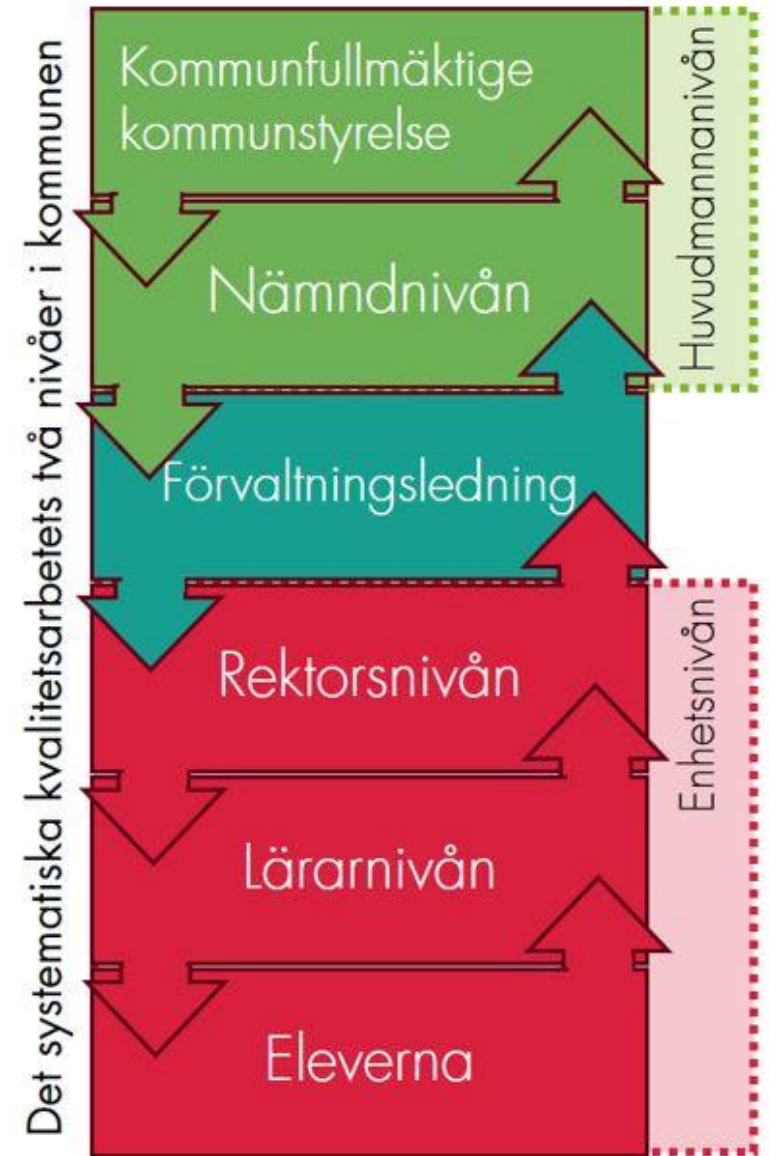 Det systematiska kvalitetsarbetets två nivåer i kommunen
Kommunfullmäktige
kommunstyrelse
Nämndnivån
Förvaltningsledning
Rektorsnivån
Lärarnivån
Eleverna
Huvudmannanivån
Enhetsnivån